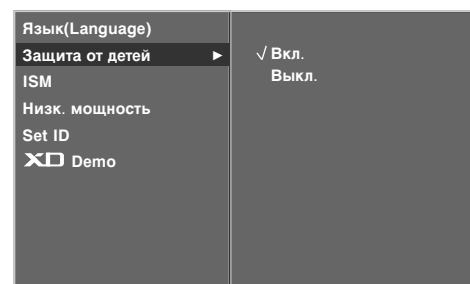 Язык(Language)
Защита от детей ►
ISM
Низк. мощность
Set ID
XD Demo
√ Вкл.
Выкл.